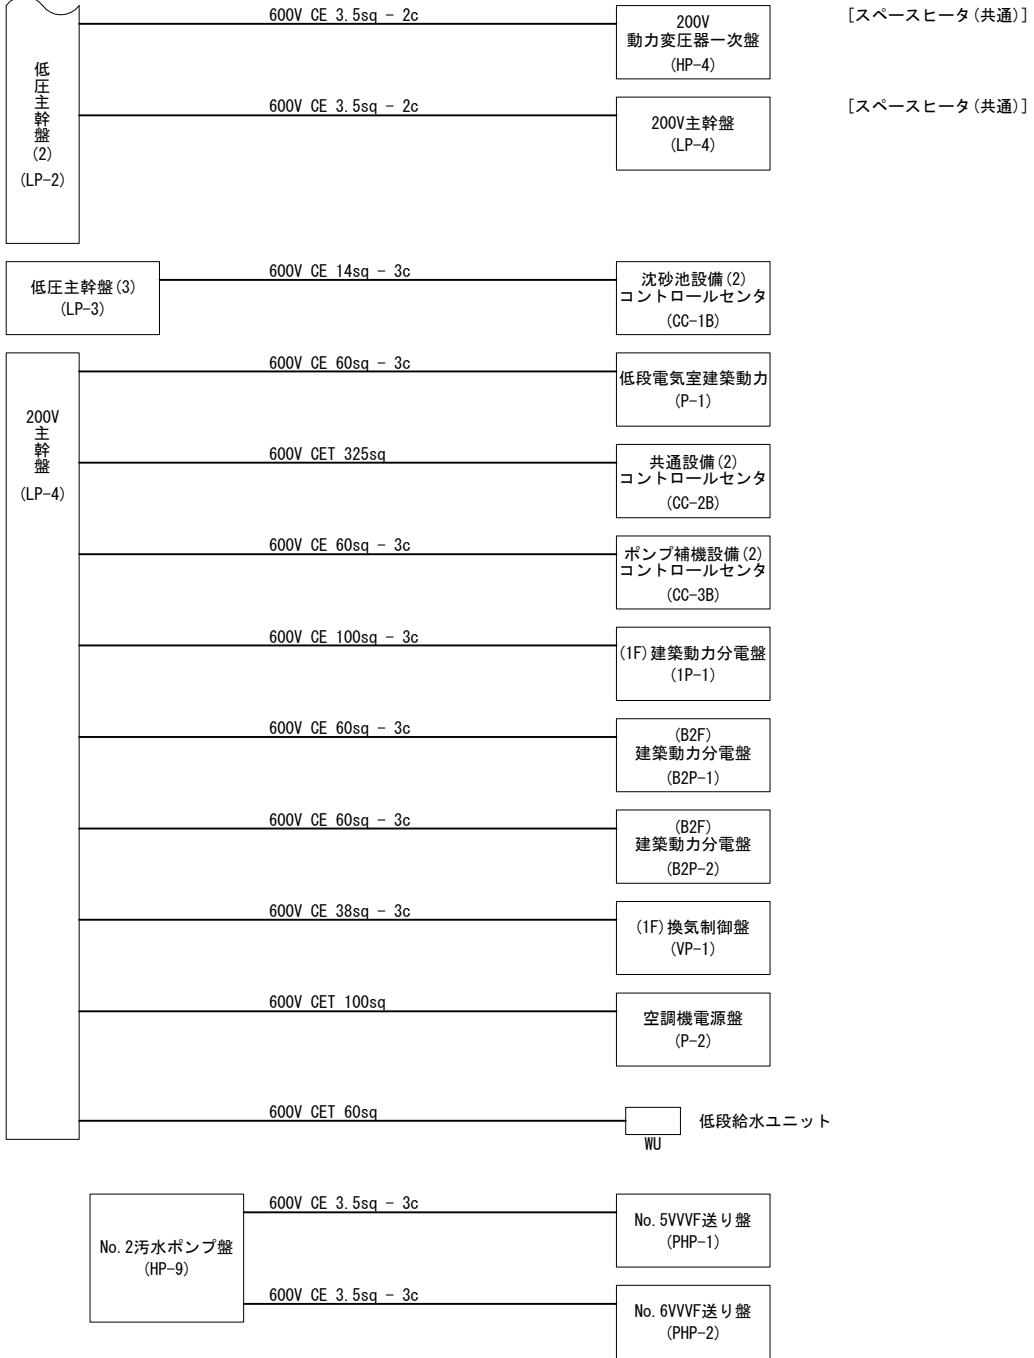 600V CE 3.5sq - 2c
200V
動力変圧器一次盤
(HP-4)
[スペースヒータ(共通)]
低圧主幹盤
(2)
(LP-2)
600V CE 3.5sq - 2c
200V主幹盤
(LP-4)
[スペースヒータ(共通)]
低圧主幹盤(3)
(LP-3)
600V CE 14sq - 3c
沈砂池設備(2)
コントロールセンタ
(CC-1B)
200V
主幹盤
(LP-4)
600V CE 60sq - 3c
低段電気室建築動力
(P-1)
600V CET 325sq
共通設備(2)
コントロールセンタ
(CC-2B)
600V CE 60sq - 3c
ポンプ補機設備(2)
コントロールセンタ
(CC-3B)
600V CE 100sq - 3c
(1F)建築動力分電盤
(1P-1)
600V CE 60sq - 3c
(B2F)
建築動力分電盤
(B2P-1)
600V CE 60sq - 3c
(B2F)
建築動力分電盤
(B2P-2)
600V CE 38sq - 3c
(1F)換気制御盤
(VP-1)
600V CET 100sq
空調機電源盤
(P-2)
600V CET 60sq
WU
低段給水ユニット
No.2汚水ポンプ盤
(HP-9)
600V CE 3.5sq - 3c
No.5VVVF送り盤
(PHP-1)
600V CE 3.5sq - 3c
No.6VVVF送り盤
(PHP-2)